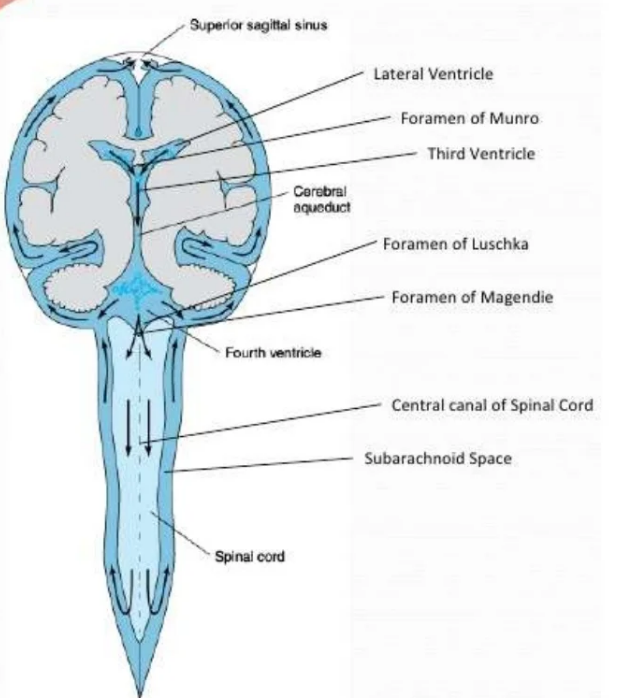 Superior sagittal sinus
Lateral Ventricle
Foramen of Munro
Third Ventricle
Cerebral
aqueduct
Foramen of Luschka
Foramen of Magendie
Fourth ventricle
Central canal of Spinal Cord
Subarachnoid Space
Spinal cord